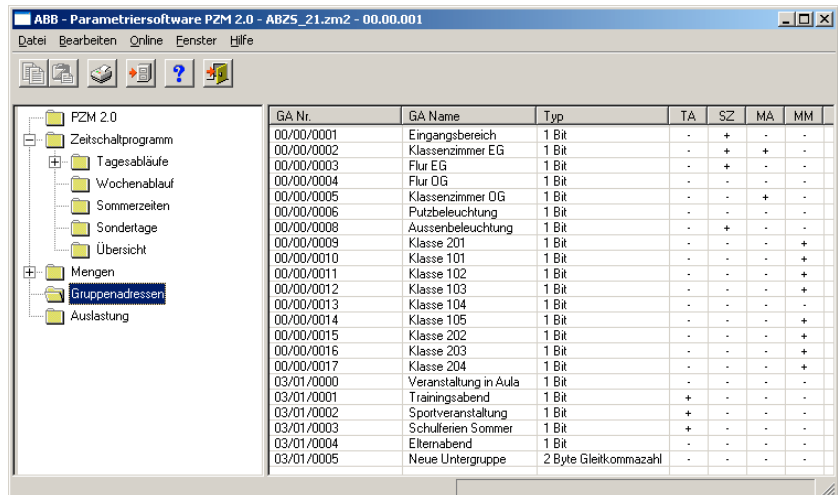 ABB - Parametriersoftware PZM 2.0 - ABZS_21.zm2 - 00.00.001
Datei Bearbeiten Online Fenster Hilfe
PZM 2.0
Zeitschaltprogramm
Tagesabläufe
Wochenablauf
Sommerzeiten
Sondertage
Übersicht
Mengen
Gruppenadressen
Auslastung
GA Nr. GA Name Typ TA SZ MA MM
00/00/0001 Eingangsbereich 1 Bit - + - -
00/00/0002 Klassenzimmer EG 1 Bit - + + -
00/00/0003 Flur EG 1 Bit - + - -
00/00/0004 Flur OG 1 Bit - - - -
00/00/0005 Klassenzimmer OG 1 Bit - - + -
00/00/0006 Putzbeleuchtung 1 Bit - - - -
00/00/0008 Aussenbeleuchtung 1 Bit - + - -
00/00/0009 Klasse 201 1 Bit - - - +
00/00/0010 Klasse 101 1 Bit - - - +
00/00/0011 Klasse 102 1 Bit - - - +
00/00/0012 Klasse 103 1 Bit - - - +
00/00/0013 Klasse 104 1 Bit - - - -
00/00/0014 Klasse 105 1 Bit - - - +
00/00/0015 Klasse 202 1 Bit - - - +
00/00/0016 Klasse 203 1 Bit - - - +
00/00/0017 Klasse 204 1 Bit - - - +
03/01/0000 Veranstaltung in Aula 1 Bit - - - -
03/01/0001 Trainingsabend 1 Bit + - - -
03/01/0002 Sportveranstaltung 1 Bit + - - -
03/01/0003 Schulferien Sommer 1 Bit + - - -
03/01/0004 Elternabend 1 Bit - - - -
03/01/0005 Neue Untergruppe 2 Byte Gleitkommazahl - - - -